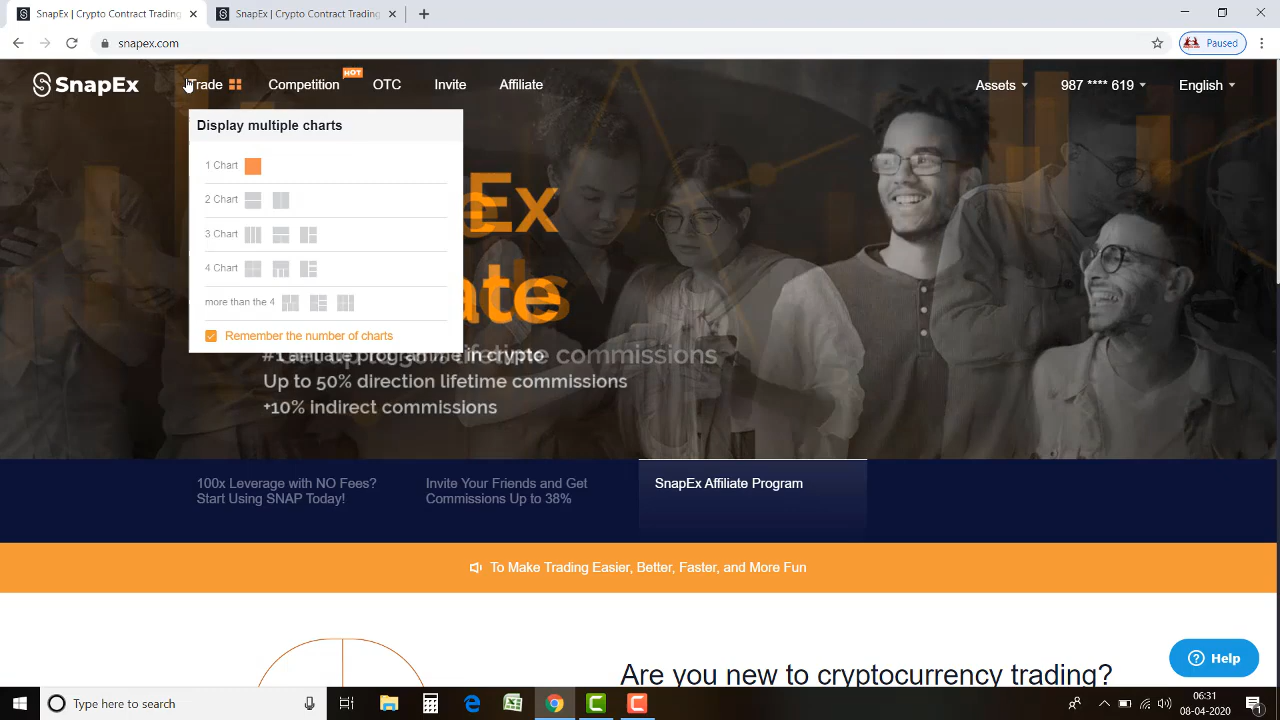 SnapEx | Crypto Contract Trading
SnapEx | Crypto Contract Trading
snapex.com
Paused
SnapEx
Trade
Competition
HOT
OTC
Invite
Affiliate
Assets
987 **** 619
English
Display multiple charts
1 Chart
2 Chart
3 Chart
4 Chart
more than the 4
Remember the number of charts
Up to 50% direction lifetime commissions
+10% indirect commissions
100x Leverage with NO Fees?
Start Using SNAP Today!
Invite Your Friends and Get
Commissions Up to 38%
SnapEx Affiliate Program
To Make Trading Easier, Better, Faster, and More Fun
Are you new to cryptocurrency trading?
Help
Type here to search
06:31
08-04-2020